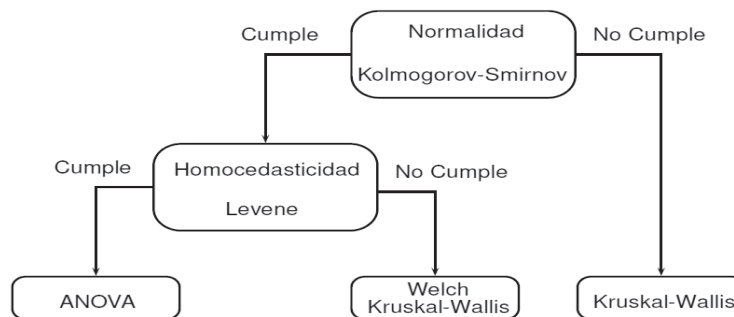 Cumple
Normalidad
No Cumple
Kolmogorov-Smirnov
Cumple
Homocedasticidad
No Cumple
Levene
ANOVA
Welch
Kruskal-Wallis
Kruskal-Wallis